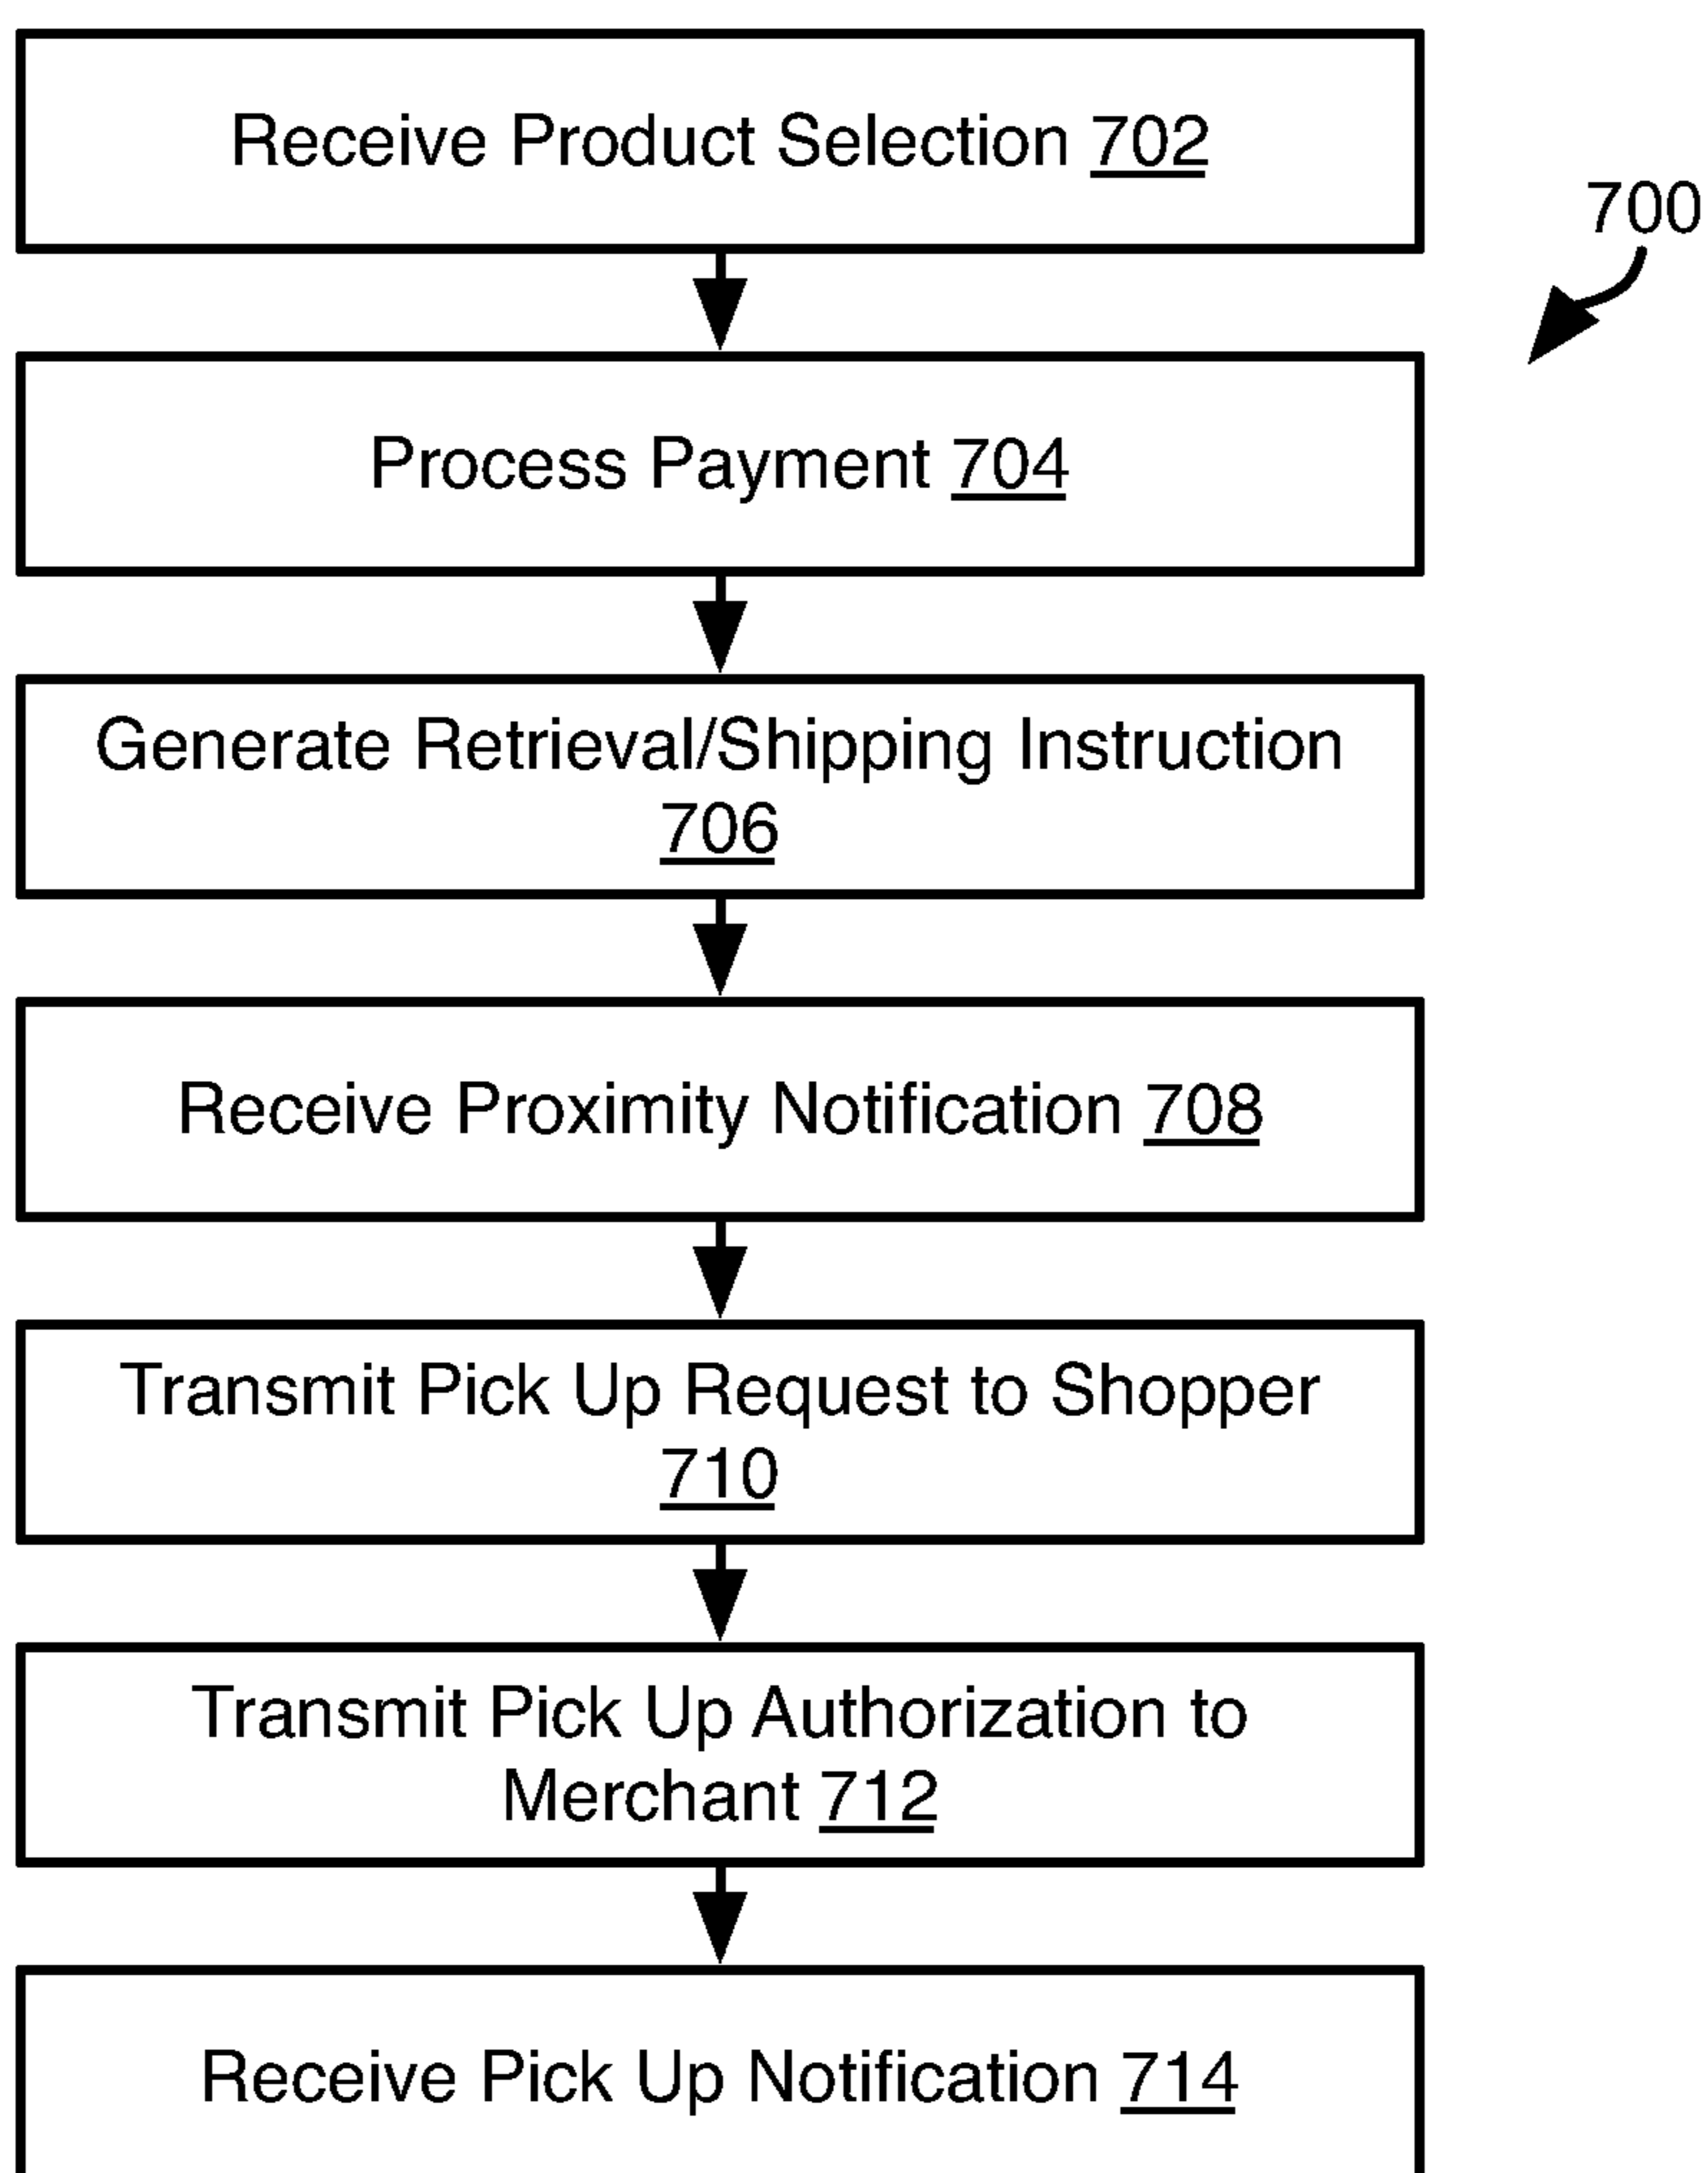 Receive Product Selection 702
700
Process Payment 704
Generate Retrieval/Shipping Instruction
706
Receive Proximity Notification 708
Transmit Pick Up Request to Shopper
710
Transmit Pick Up Authorization to
Merchant 712
Receive Pick Up Notification 714